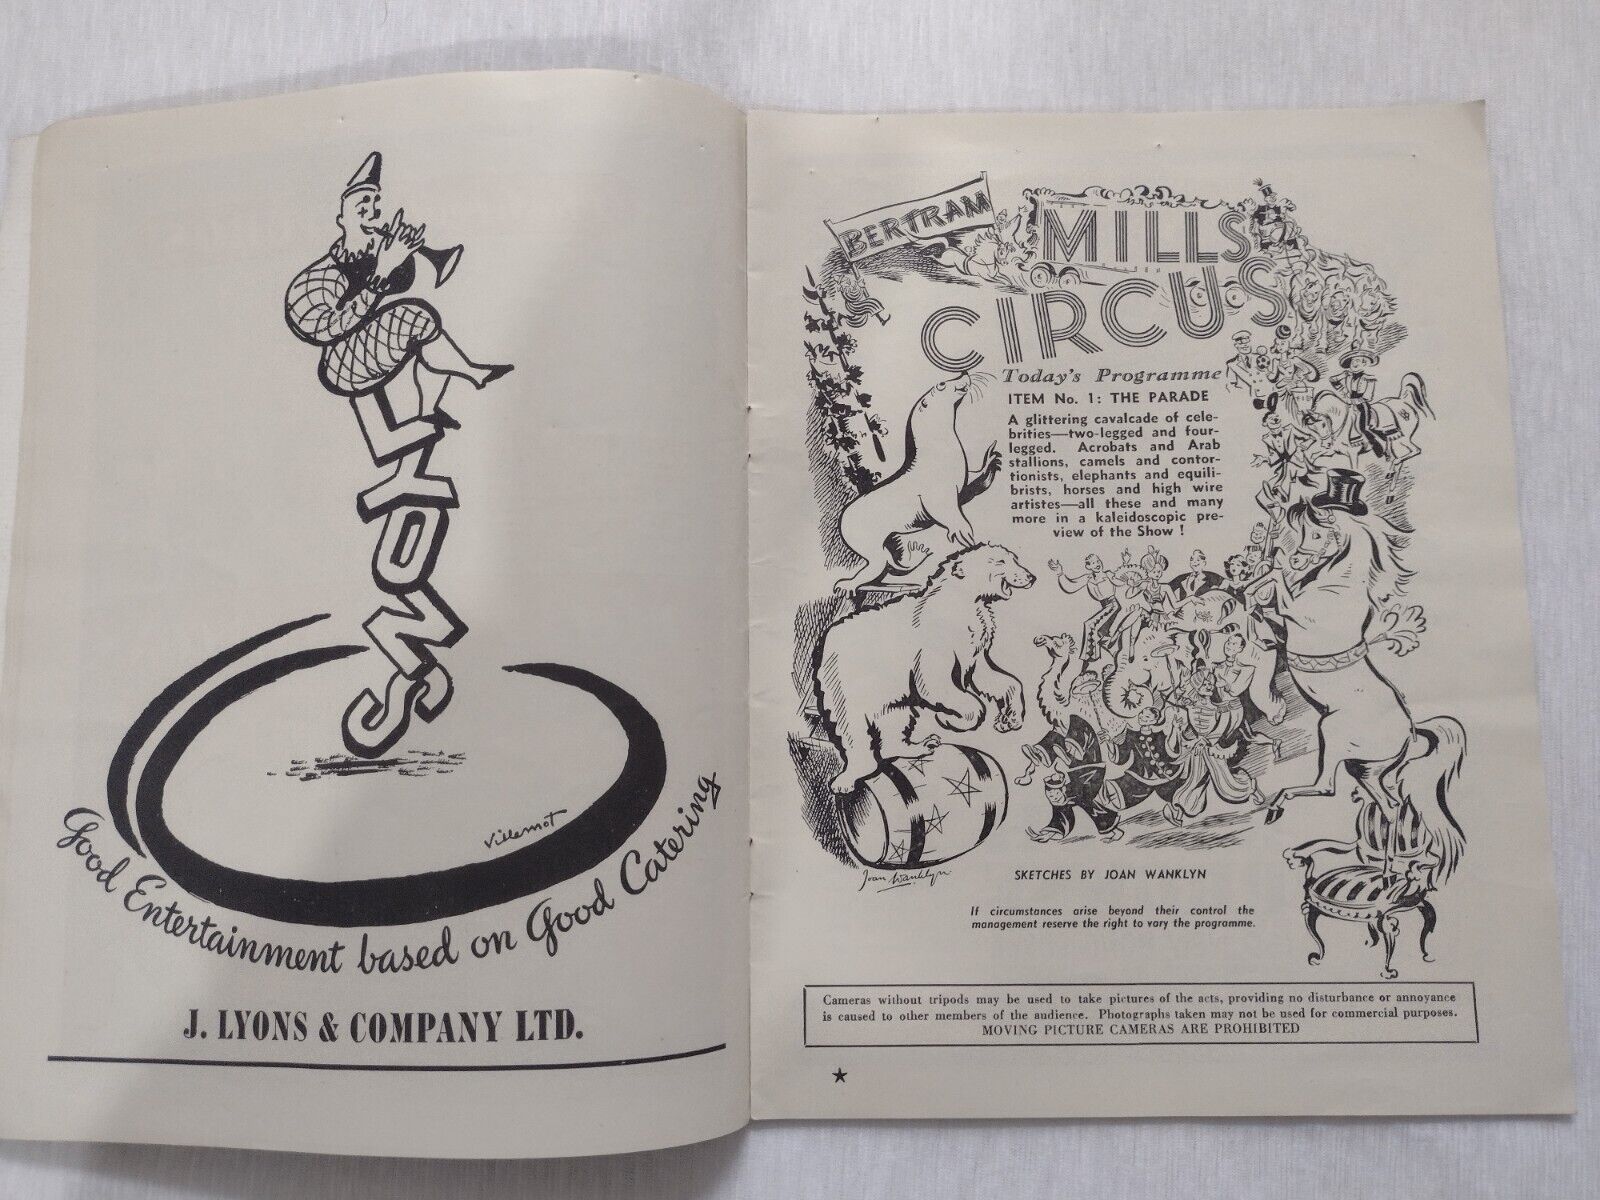 LYONS
Villemot
Good Entertainment based on Good Catering
J. LYONS & COMPANY LTD.
BERTRAM
MILLS
CIRCUS
Today's Programme
ITEM No. 1: THE PARADE
A glittering cavalcade of cele-
brities—two-legged and four-
legged. Acrobats and Arab
stallions, camels and contor-
tionists, elephants and equili-
brists, horses and high wire
artistes—all these and many
more in a kaleidoscopic pre-
view of the Show !
Joan Wanklyn
SKETCHES BY JOAN WANKLYN
If circumstances arise beyond their control the
management reserve the right to vary the programme.
Cameras without tripods may be used to take pictures of the acts, providing no disturbance or annoyance
is caused to other members of the audience. Photographs taken may not be used for commercial purposes.
MOVING PICTURE CAMERAS ARE PROHIBITED